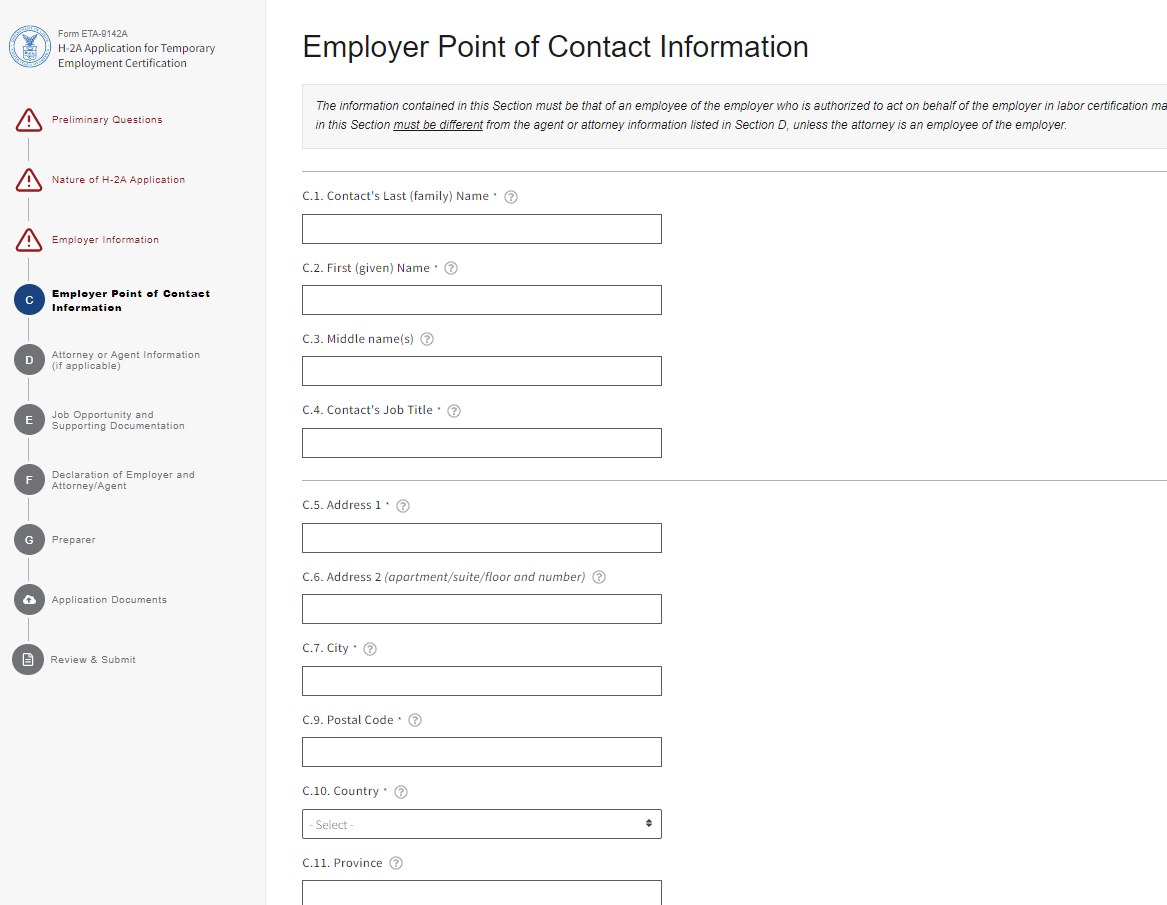 Form ETA-9142A
H-2A Application for Temporary
Employment Certification
Preliminary Questions
Nature of H-2A Application
Employer Information
C
Employer Point of Contact
Information
D
Attorney or Agent Information
(if applicable)
E
Job Opportunity and
Supporting Documentation
F
Declaration of Employer and
Attorney/Agent
G
Preparer
Application Documents
Review & Submit
Employer Point of Contact Information
The information contained in this Section must be that of an employee of the employer who is authorized to act on behalf of the employer in labor certification ma
in this Section must be different from the agent or attorney information listed in Section D, unless the attorney is an employee of the employer.
C.1. Contact's Last (family) Name * ?
C.2. First (given) Name * ?
C.3. Middle name(s) ?
C.4. Contact's Job Title * ?
C.5. Address 1 * ?
C.6. Address 2 (apartment/suite/floor and number) ?
C.7. City * ?
C.9. Postal Code * ?
C.10. Country * ?
- Select -
C.11. Province ?